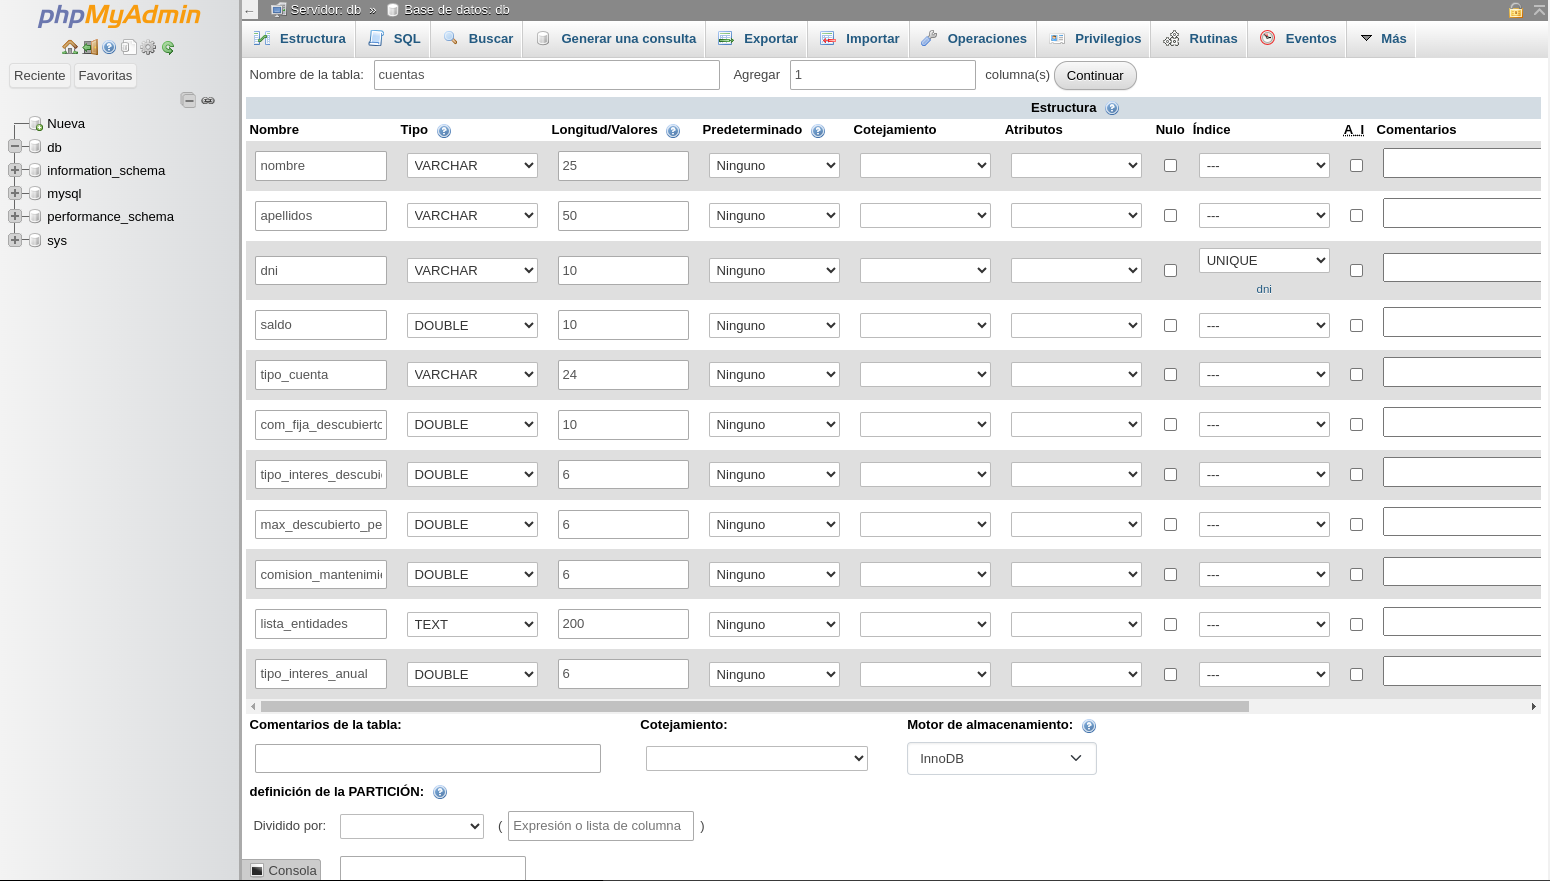 phpMyAdmin
Reciente Favoritas
Nueva
db
information_schema
mysql
performance_schema
sys
← Servidor: db » Base de datos: db
Estructura SQL Buscar Generar una consulta Exportar Importar Operaciones Privilegios Rutinas Eventos Más
Nombre de la tabla: cuentas Agregar 1 columna(s) Continuar
Estructura
Nombre Tipo Longitud/Valores Predeterminado Cotejamiento Atributos Nulo Índice A_I Comentarios
nombre VARCHAR 25 Ninguno ---
apellidos VARCHAR 50 Ninguno ---
dni VARCHAR 10 Ninguno UNIQUE
dni
saldo DOUBLE 10 Ninguno ---
tipo_cuenta VARCHAR 24 Ninguno ---
com_fija_descubierto DOUBLE 10 Ninguno ---
tipo_interes_descubi DOUBLE 6 Ninguno ---
max_descubierto_pe DOUBLE 6 Ninguno ---
comision_mantenimie DOUBLE 6 Ninguno ---
lista_entidades TEXT 200 Ninguno ---
tipo_interes_anual DOUBLE 6 Ninguno ---
Comentarios de la tabla: Cotejamiento: Motor de almacenamiento:
InnoDB
definición de la PARTICIÓN:
Dividido por: ( Expresión o lista de columna )
Consola